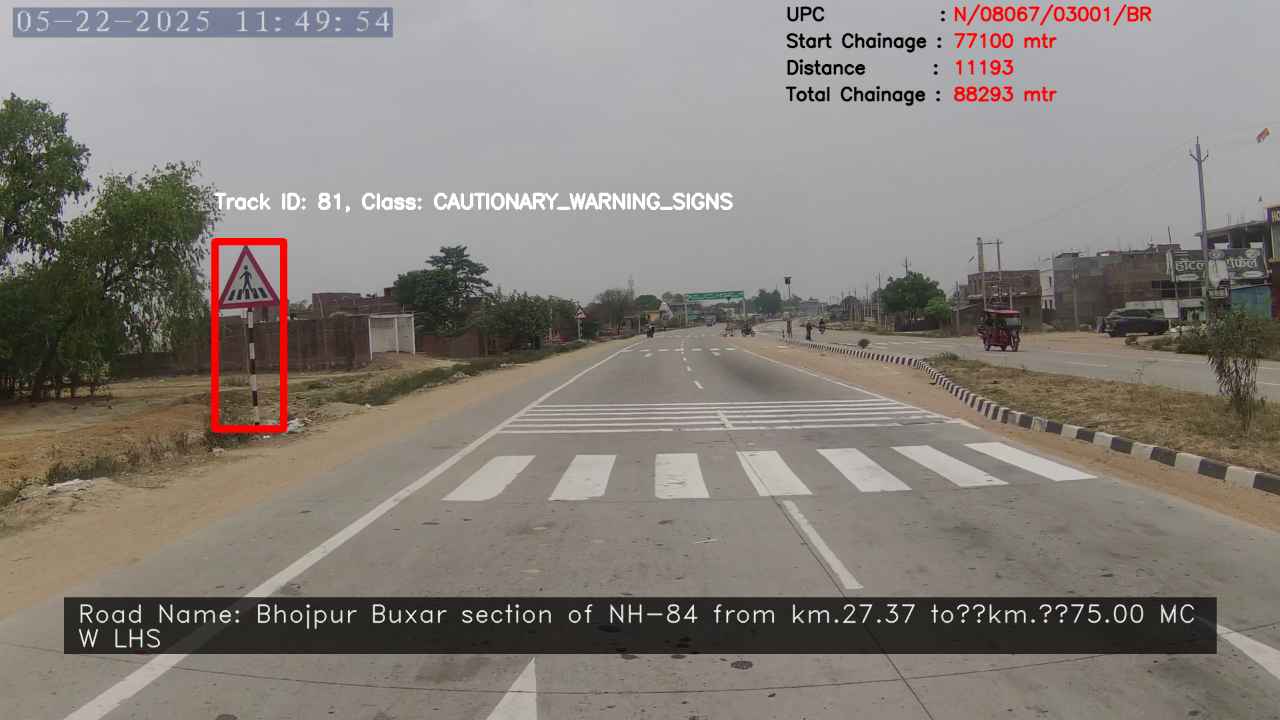 05-22-2025 11:49:54
UPC : N/08067/03001/BR
Start Chainage : 77100 mtr
Distance : 11193
Total Chainage : 88293 mtr
Track ID: 81, Class: CAUTIONARY_WARNING_SIGNS
होटल
Road Name: Bhojpur Buxar section of NH-84 from km.27.37 to??km.??75.00 MC
W LHS